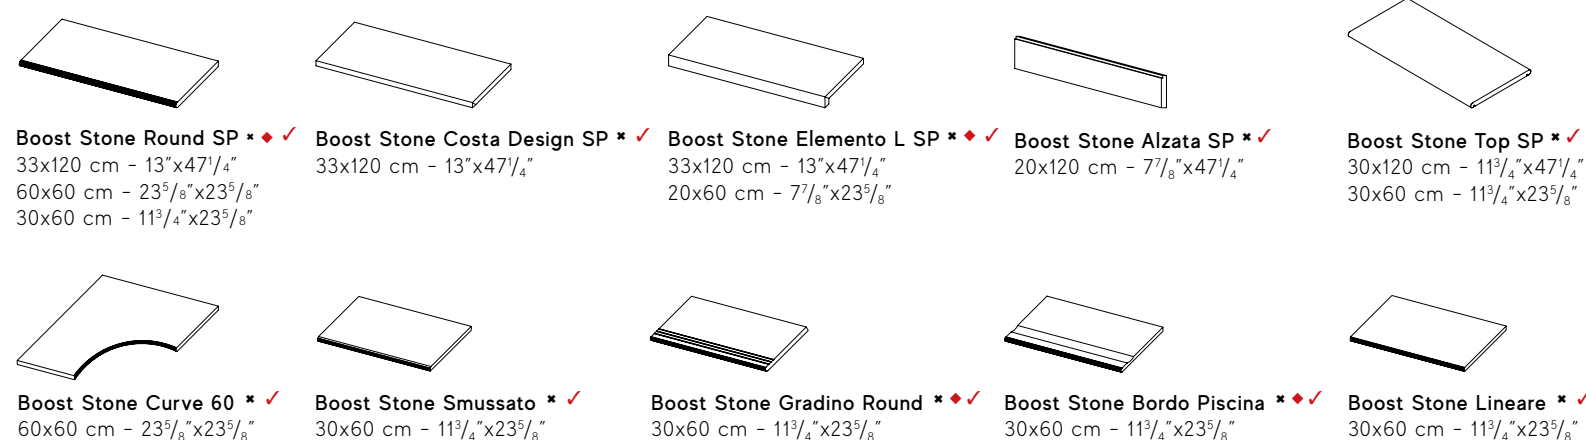 Boost Stone Round SP ✖ ◆ ✓
33x120 cm - 13"x47¹/₄"
60x60 cm - 23⁵/₈"x23⁵/₈"
30x60 cm - 11³/₄"x23⁵/₈"
Boost Stone Costa Design SP ✖ ✓
33x120 cm - 13"x47¹/₄"
Boost Stone Elemento L SP ✖ ◆ ✓
33x120 cm - 13"x47¹/₄"
20x60 cm - 7⁷/₈"x23⁵/₈"
Boost Stone Alzata SP ✖ ✓
20x120 cm - 7⁷/₈"x47¹/₄"
Boost Stone Top SP ✖ ✓
30x120 cm - 11³/₄"x47¹/₄"
30x60 cm - 11³/₄"x23⁵/₈"
Boost Stone Curve 60 ✖ ✓
60x60 cm - 23⁵/₈"x23⁵/₈"
Boost Stone Smussato ✖ ✓
30x60 cm - 11³/₄"x23⁵/₈"
Boost Stone Gradino Round ✖ ◆ ✓
30x60 cm - 11³/₄"x23⁵/₈"
Boost Stone Bordo Piscina ✖ ◆ ✓
30x60 cm - 11³/₄"x23⁵/₈"
Boost Stone Lineare ✖ ✓
30x60 cm - 11³/₄"x23⁵/₈"